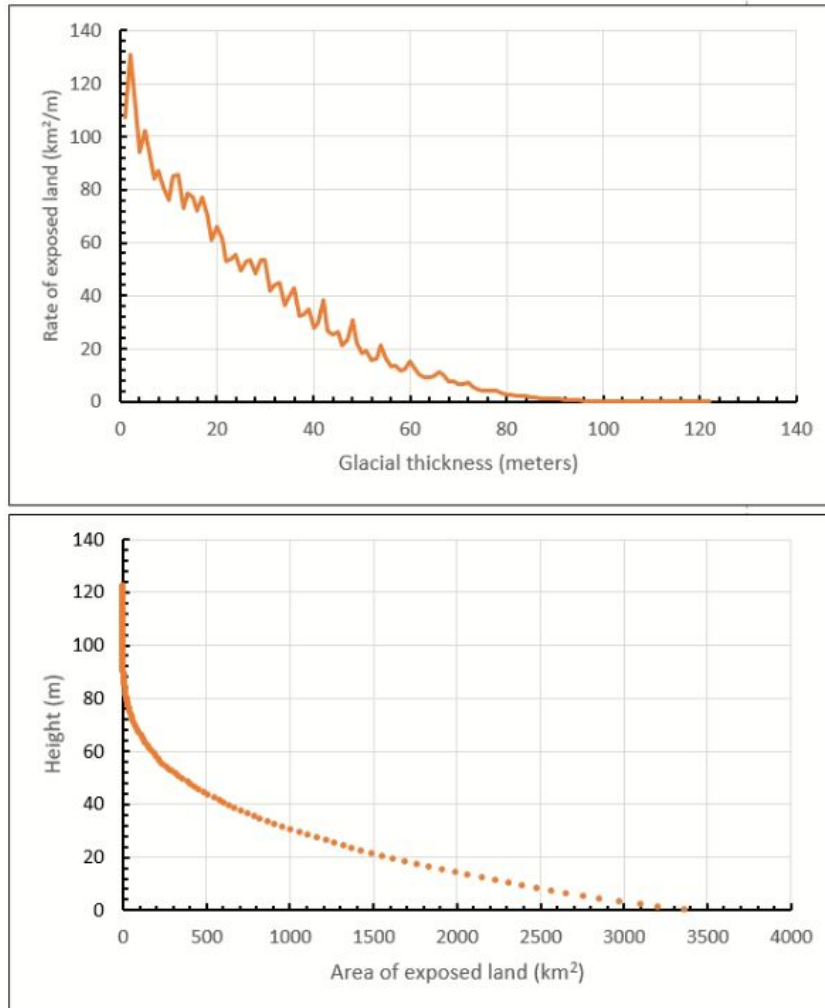 140
120
100
80
60
40
20
0
Rate of exposed land (km²/m)
0 20 40 60 80 100 120 140
Glacial thickness (meters)
140
120
100
80
60
40
20
0
Height (m)
0 500 1000 1500 2000 2500 3000 3500 4000
Area of exposed land (km²)